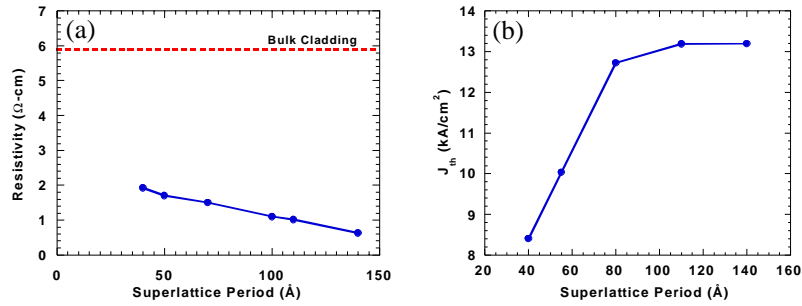 (a)
Bulk Cladding
7
6
5
4
3
2
1
0
Resistivity (Ω-cm)
0 50 100 150
Superlattice Period (Å)
(b)
14
13
12
11
10
9
8
J_th (kA/cm²)
20 40 60 80 100 120 140 160
Superlattice Period (Å)